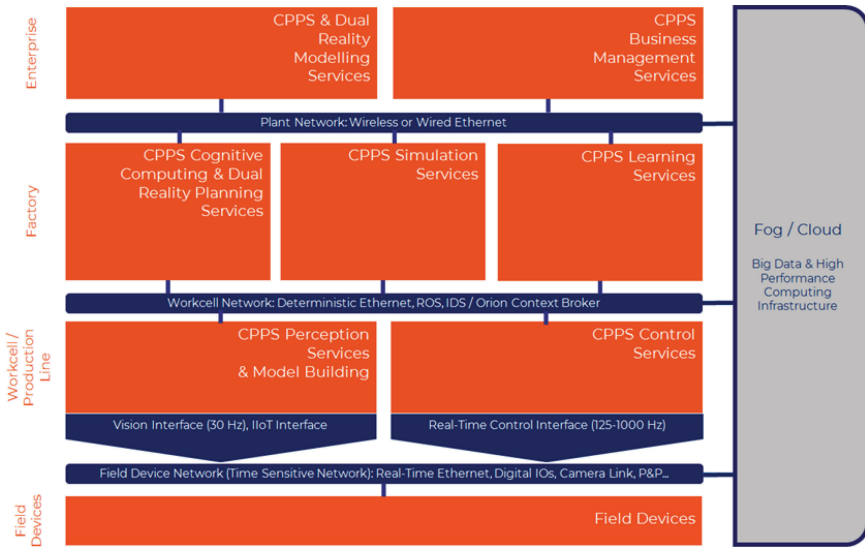 Enterprise
CPPS & Dual
Reality
Modelling
Services
CPPS
Business
Management
Services
Plant Network: Wireless or Wired Ethernet
Factory
CPPS Cognitive
Computing & Dual
Reality Planning
Services
CPPS Simulation
Services
CPPS Learning
Services
Workcell Network: Deterministic Ethernet, ROS, IDS / Orion Context Broker
Workcell /
Production
Line
CPPS Perception
Services
& Model Building
CPPS Control
Services
Vision Interface (30 Hz), IIoT Interface
Real-Time Control Interface (125-1000 Hz)
Field Device Network (Time Sensitive Network): Real-Time Ethernet, Digital IOs, Camera Link, P&P...
Field
Devices
Field Devices
Fog / Cloud
Big Data & High
Performance
Computing
Infrastructure